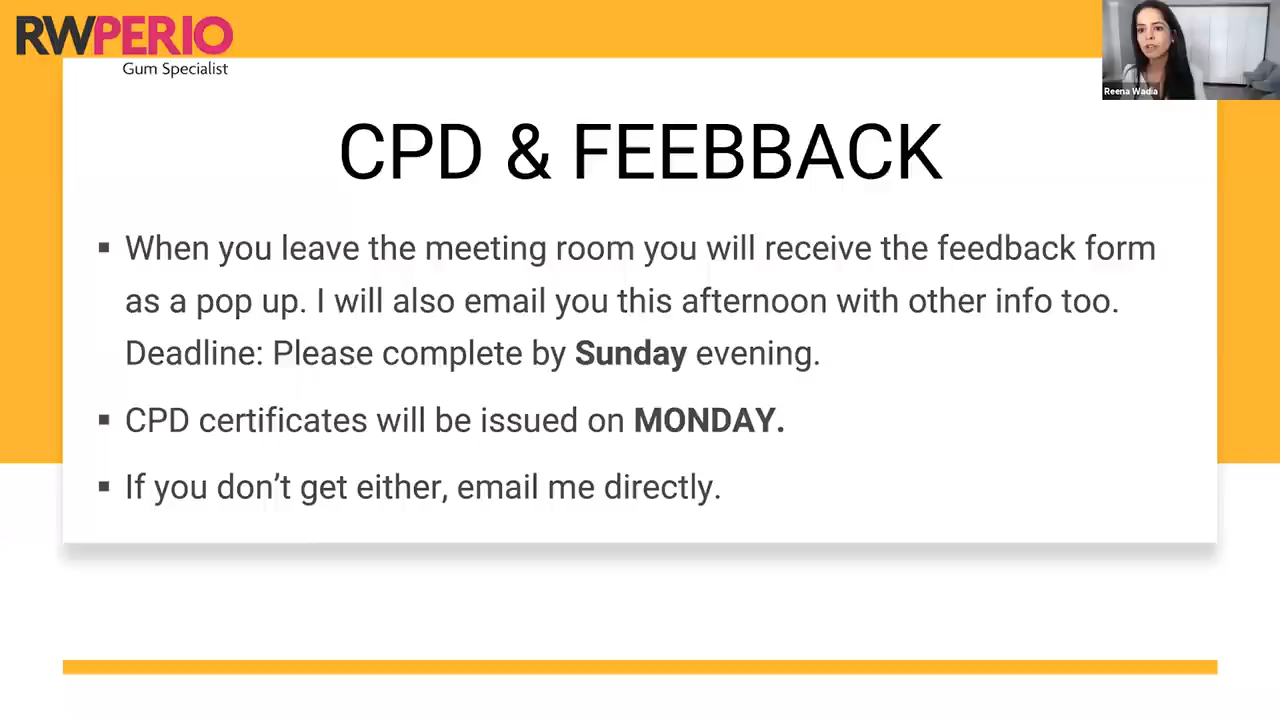 RWPERIO
Gum Specialist
Reena Wadia
CPD & FEEBBACK
▪ When you leave the meeting room you will receive the feedback form
as a pop up. I will also email you this afternoon with other info too.
Deadline: Please complete by Sunday evening.
▪ CPD certificates will be issued on MONDAY.
▪ If you don’t get either, email me directly.